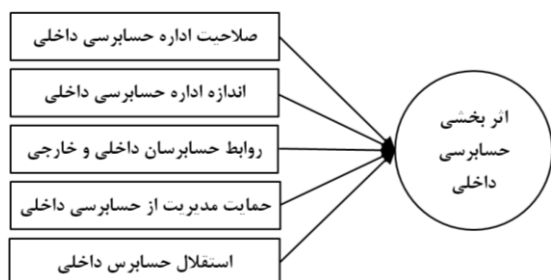 صلاحیت اداره حسابرسی داخلی
اندازه اداره حسابرسی داخلی
روابط حسابرسان داخلی و خارجی
حمایت مدیریت از حسابرسی داخلی
استقلال حسابرس داخلی
اثر بخشی
حسابرسی
داخلی